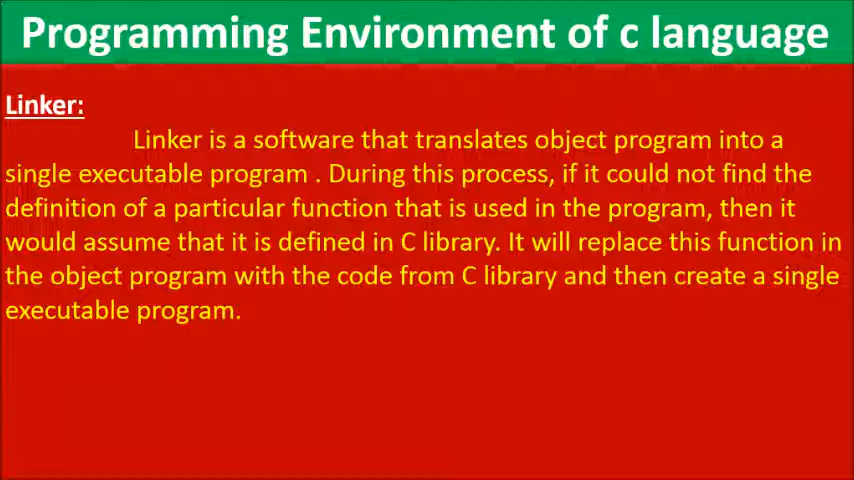 Programming Environment of c language
Linker:
Linker is a software that translates object program into a
single executable program . During this process, if it could not find the
definition of a particular function that is used in the program, then it
would assume that it is defined in C library. It will replace this function in
the object program with the code from C library and then create a single
executable program.